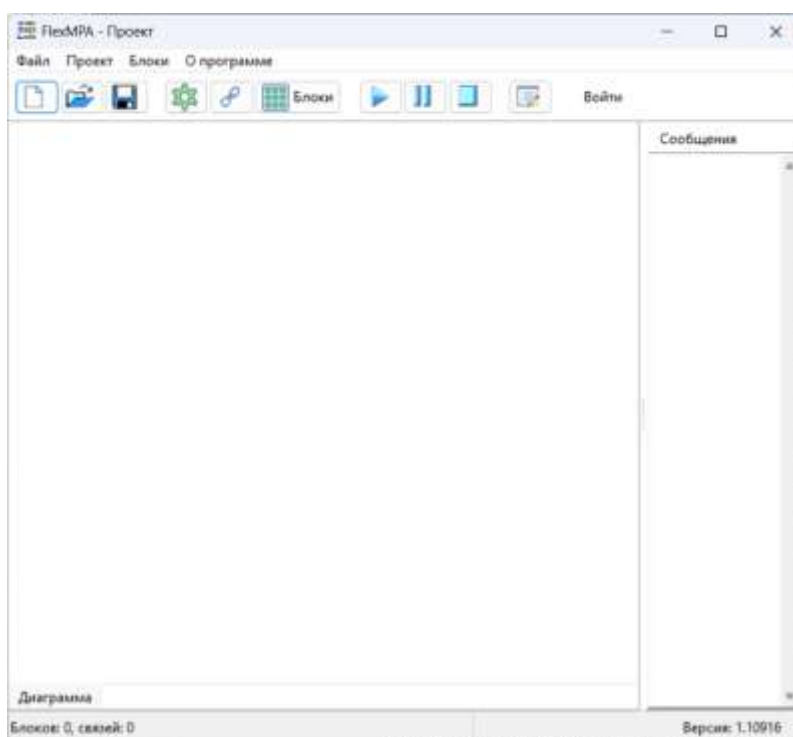 FlexMPA - Проект
Файл Проект Блоки О программе
Блоки Войти
Сообщения
Диаграмма
Блоков: 0, связей: 0 Версия: 1.10916